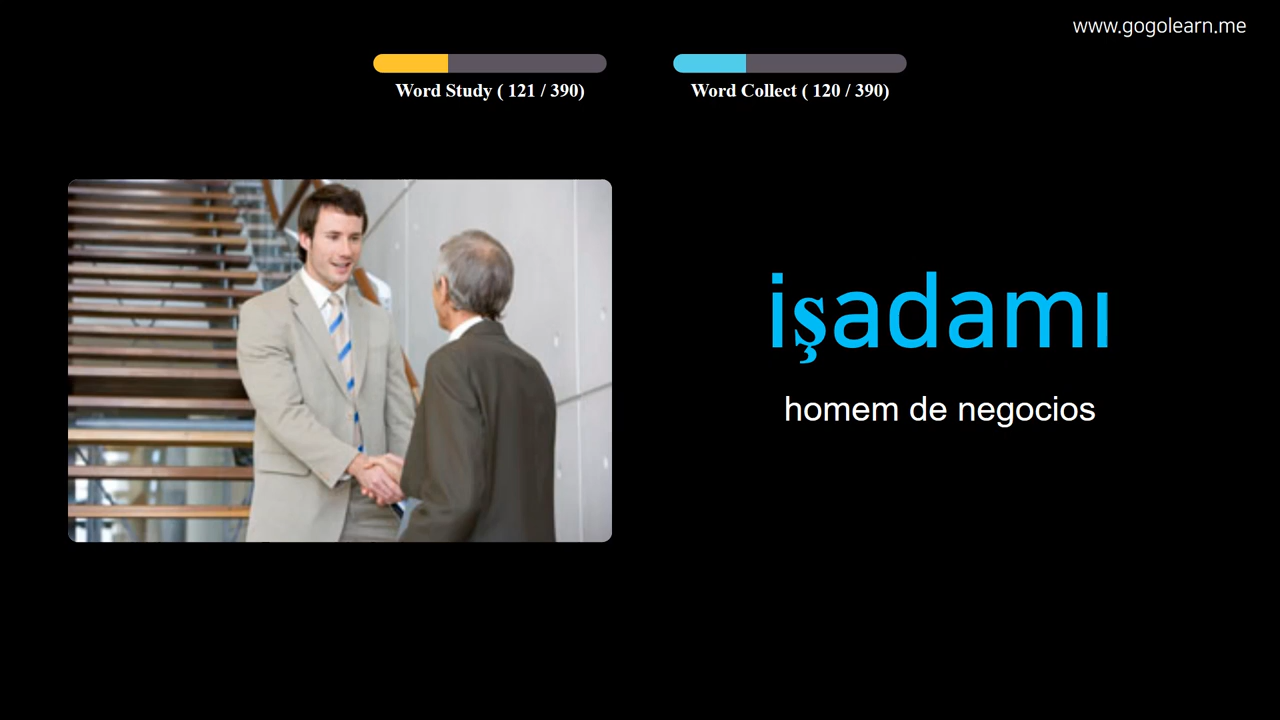 www.gogolearn.me
Word Study ( 121 / 390)
Word Collect ( 120 / 390)
işadamı
homem de negocios